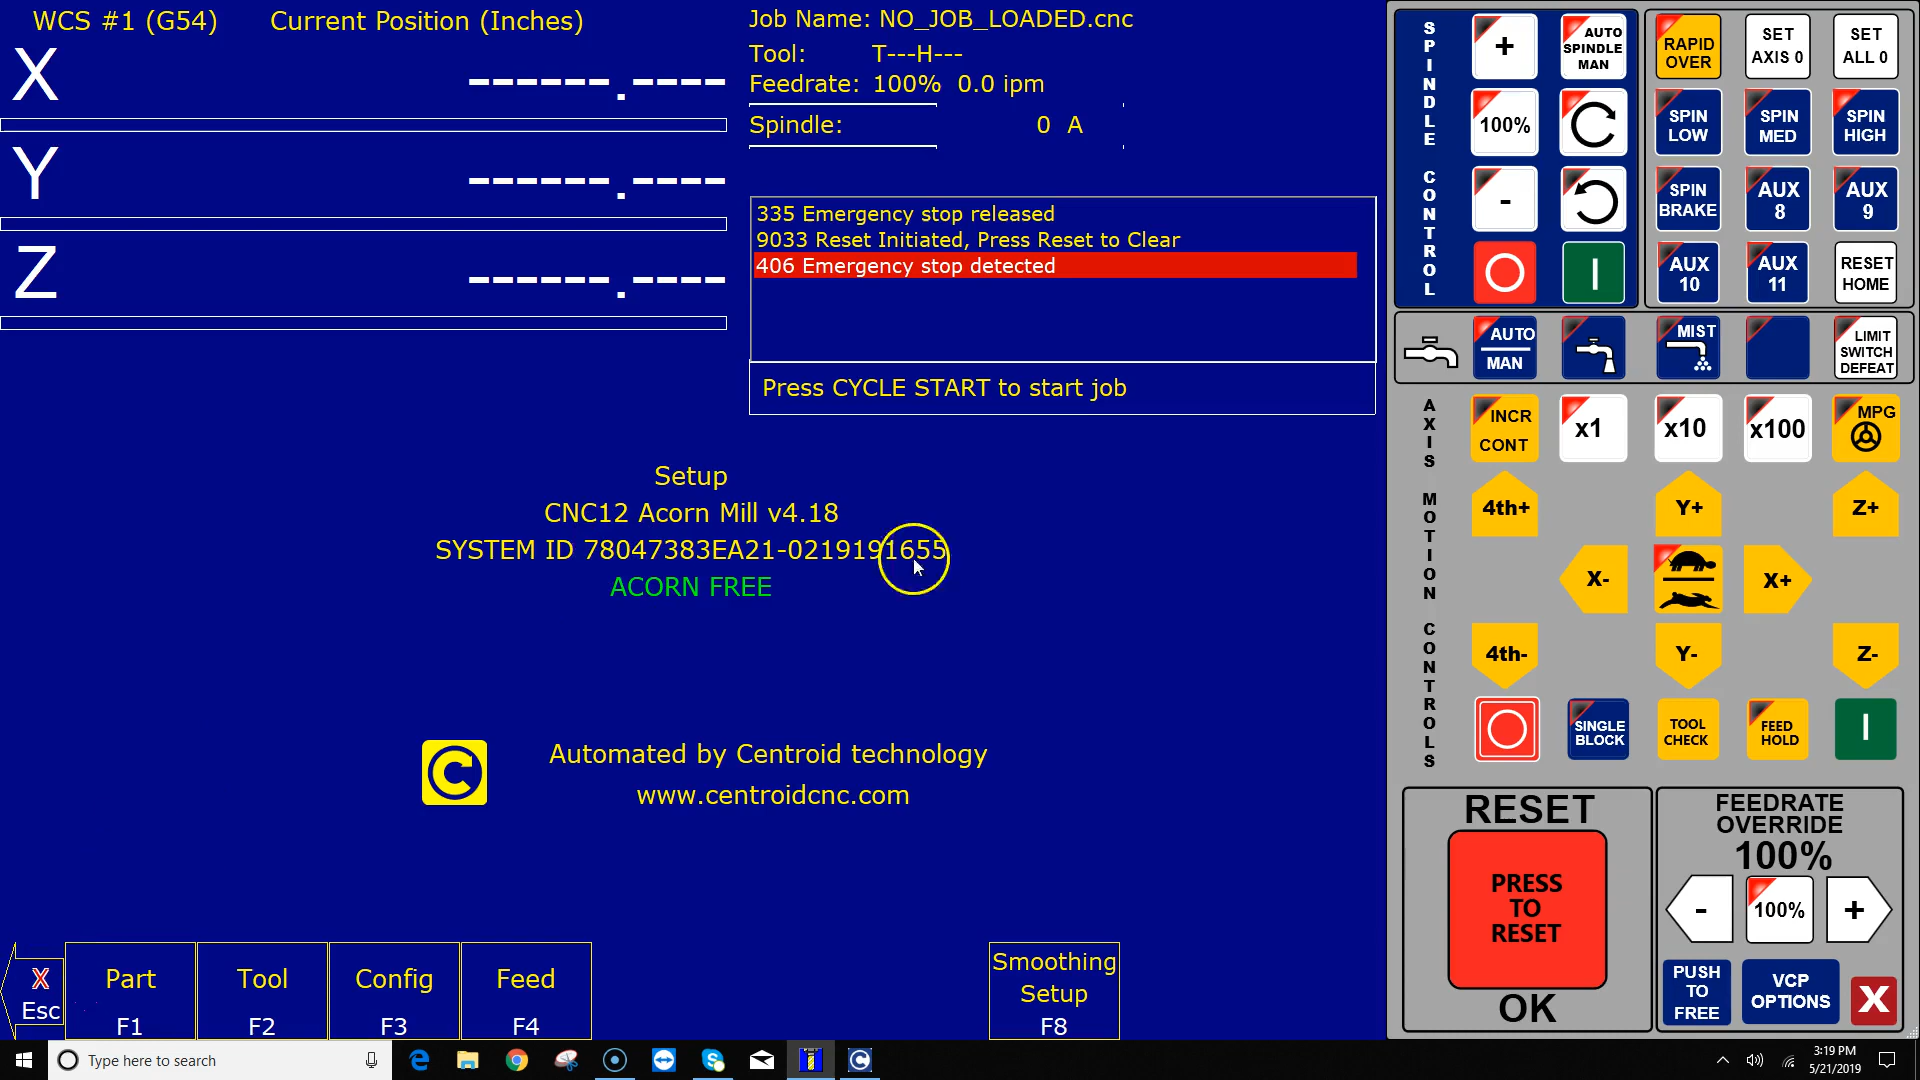 WCS #1 (G54) Current Position (Inches)
X ------.----
Y ------.----
Z ------.----
Job Name: NO_JOB_LOADED.cnc
Tool: T---H---
Feedrate: 100% 0.0 ipm
Spindle: 0 A
335 Emergency stop released
9033 Reset Initiated, Press Reset to Clear
406 Emergency stop detected
Press CYCLE START to start job
Setup
CNC12 Acorn Mill v4.18
SYSTEM ID 78047383EA21-0219191655
ACORN FREE
Automated by Centroid technology
www.centroidcnc.com
X
Esc
Part
F1
Tool
F2
Config
F3
Feed
F4
Smoothing
Setup
F8
SPINDLE CONTROL
+
AUTO
SPINDLE
MAN
100%
-
RAPID
OVER
SET
AXIS 0
SET
ALL 0
SPIN
LOW
SPIN
MED
SPIN
HIGH
SPIN
BRAKE
AUX
8
AUX
9
AUX
10
AUX
11
RESET
HOME
AUTO
MAN
MIST
LIMIT
SWITCH
DEFEAT
AXIS MOTION CONTROLS
INCR
CONT
x1
x10
x100
MPG
4th+
Y+
Z+
X-
X+
4th-
Y-
Z-
SINGLE
BLOCK
TOOL
CHECK
FEED
HOLD
RESET
PRESS
TO
RESET
OK
FEEDRATE
OVERRIDE
100%
-
100%
+
PUSH
TO
FREE
VCP
OPTIONS
X
Type here to search
3:19 PM
5/21/2019